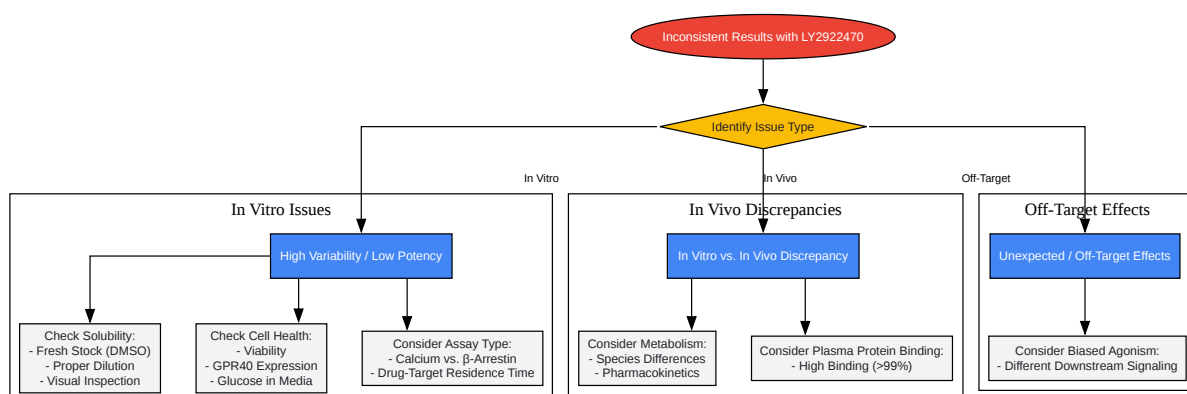 Inconsistent Results with LY2922470
Identify Issue Type
In Vitro
In Vivo
Off-Target
In Vitro Issues
In Vivo Discrepancies
Off-Target Effects
High Variability / Low Potency
In Vitro vs. In Vivo Discrepancy
Unexpected / Off-Target Effects
Check Solubility:
- Fresh Stock (DMSO)
- Proper Dilution
- Visual Inspection
Check Cell Health:
- Viability
- GPR40 Expression
- Glucose in Media
Consider Assay Type:
- Calcium vs. β-Arrestin
- Drug-Target Residence Time
Consider Metabolism:
- Species Differences
- Pharmacokinetics
Consider Plasma Protein Binding:
- High Binding (>99%)
Consider Biased Agonism:
- Different Downstream Signaling